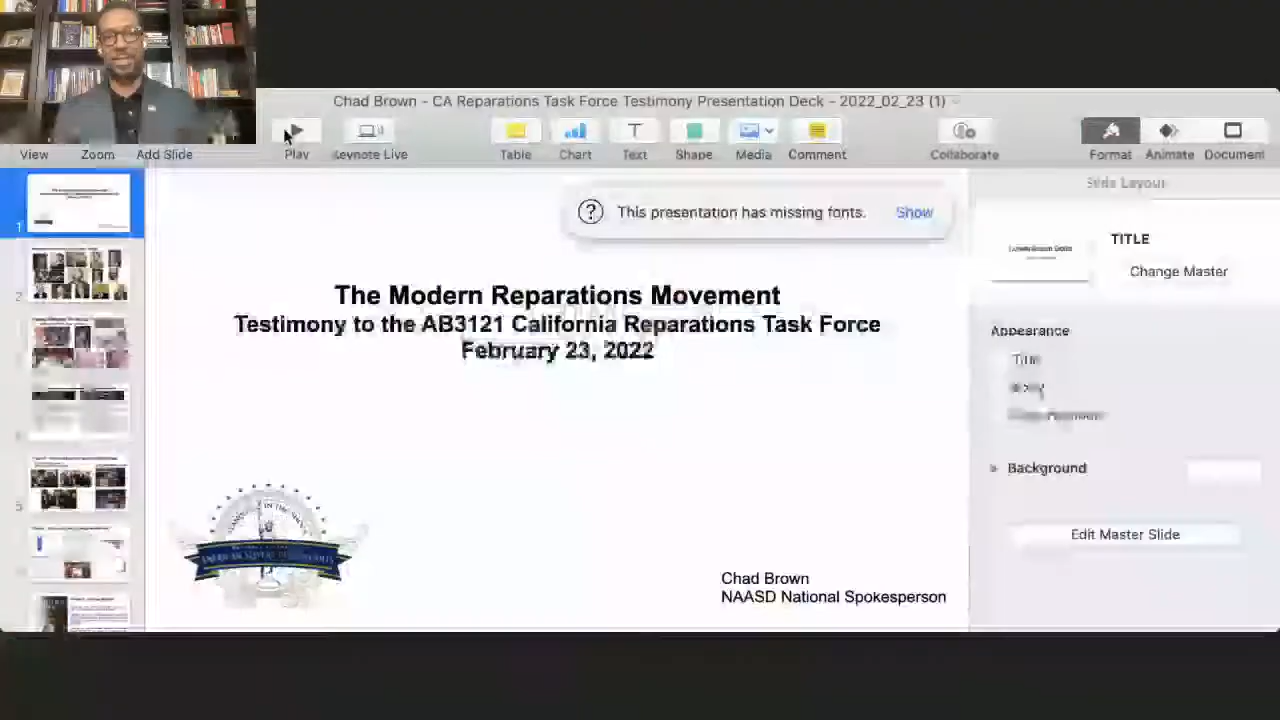 Chad Brown - CA Reparations Task Force Testimony Presentation Deck - 2022_02_23 (1)
View Zoom Add Slide Play Keynote Live Table Chart Text Shape Media Comment Collaborate Format Animate Document
Slide Layout
This presentation has missing fonts. Show
TITLE
Change Master
The Modern Reparations Movement
Testimony to the AB3121 California Reparations Task Force
February 23, 2022
Appearance
Title
Background
Edit Master Slide
Chad Brown
NAASD National Spokesperson
1
2
5